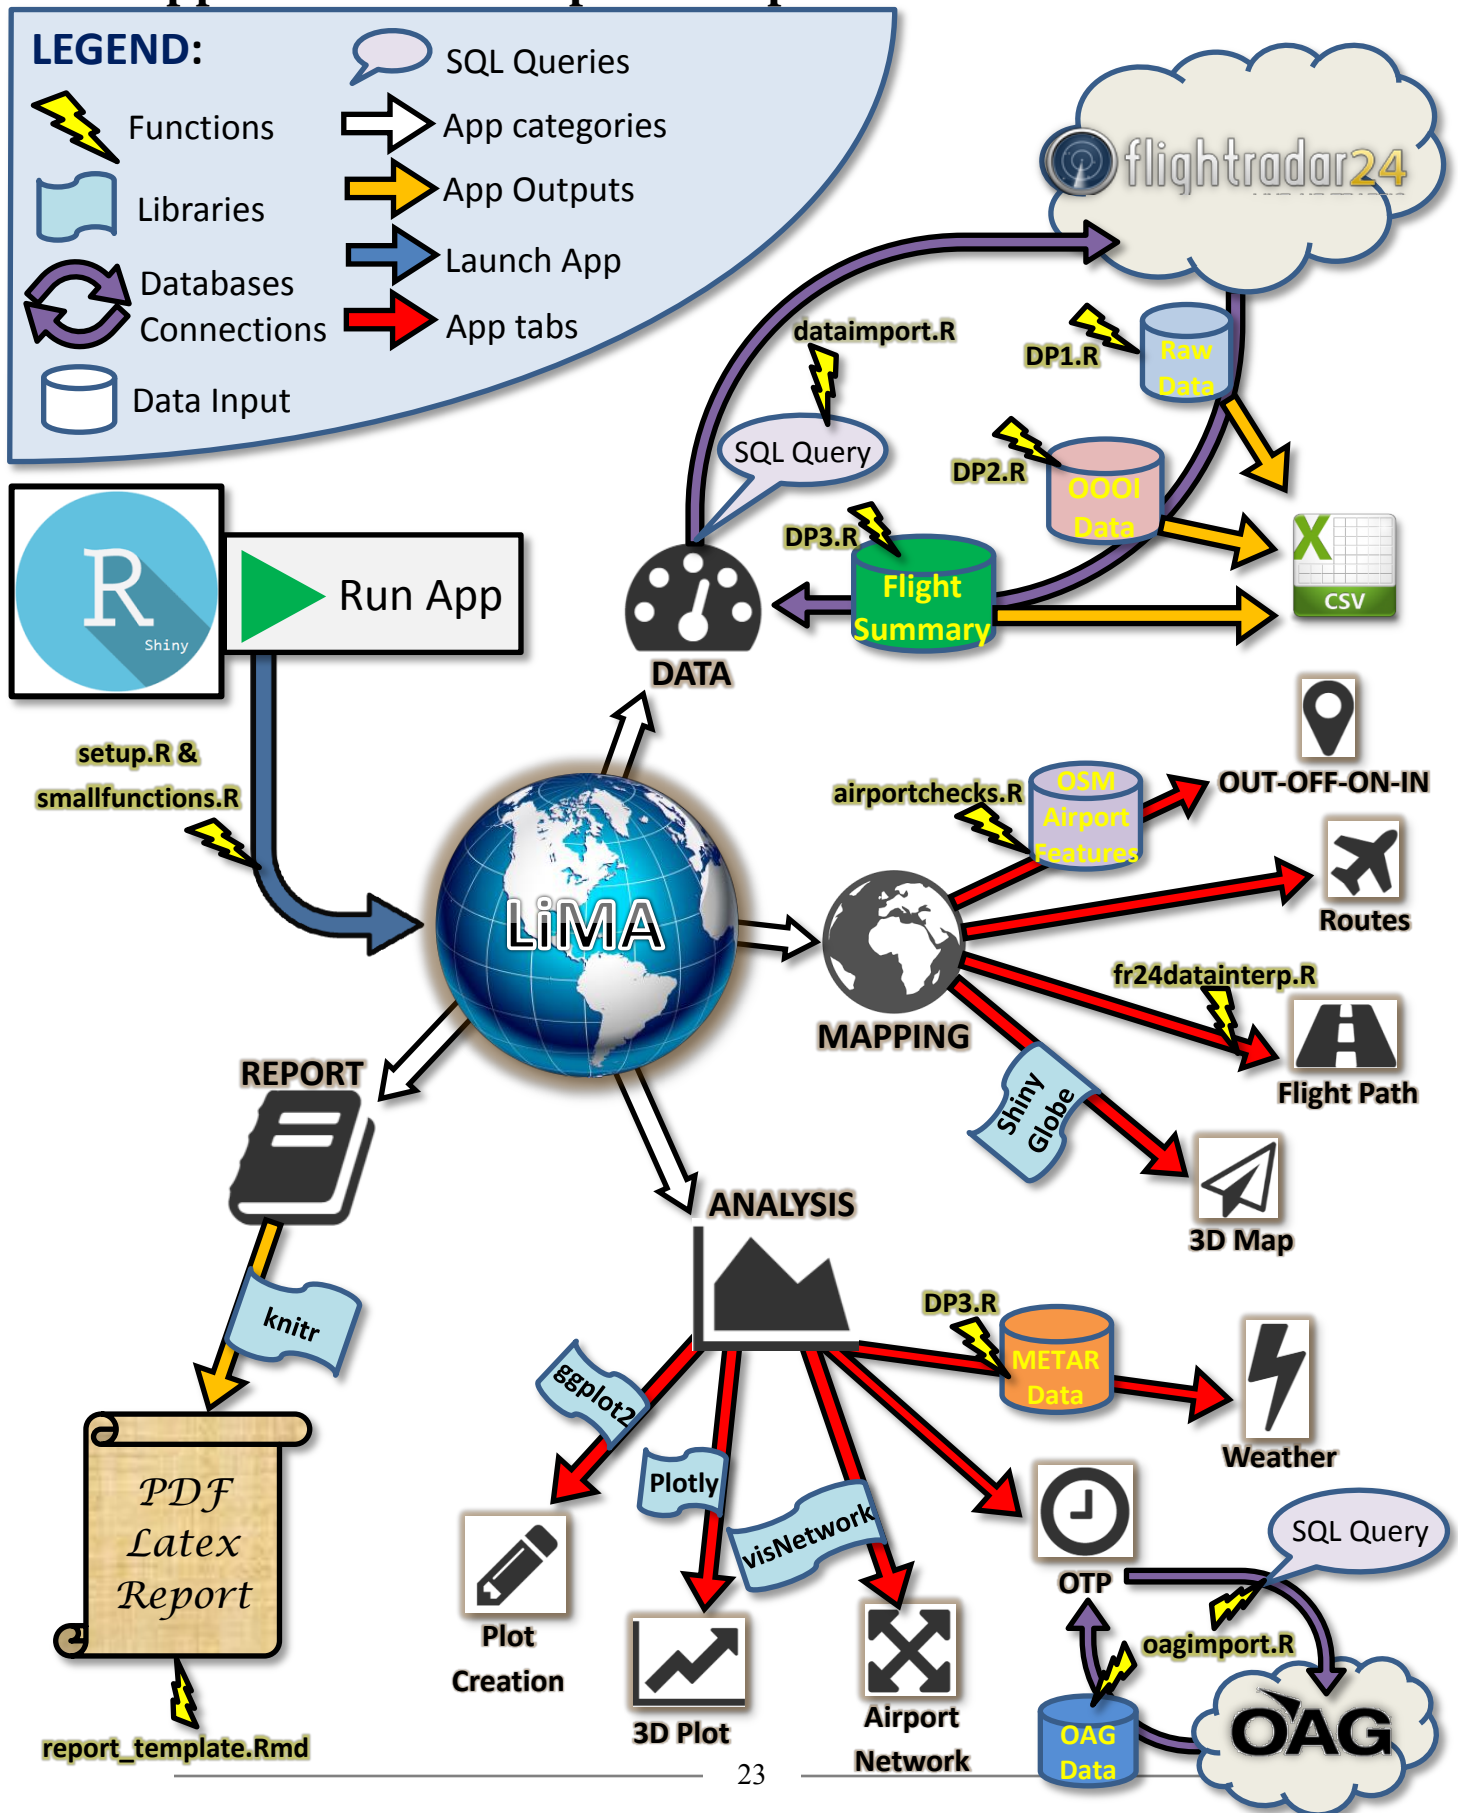 LEGEND:
SQL Queries
Functions
App categories
Libraries
App Outputs
Databases
Connections
Launch App
App tabs
Data Input
flightradar24
dataimport.R
SQL Query
DP1.R
Raw
Data
DP2.R
OOOI
Data
DP3.R
Flight
Summary
CSV
R
Shiny
Run App
DATA
setup.R &
smallfunctions.R
LiMA
airportchecks.R
OSM
Airport
Features
OUT-OFF-ON-IN
Routes
fr24datainterp.R
Flight Path
MAPPING
Shiny
Globe
3D Map
REPORT
knitr
PDF
Latex
Report
report_template.Rmd
ANALYSIS
ggplot2
Plotly
visNetwork
DP3.R
METAR
Data
Weather
Plot
Creation
3D Plot
Airport
Network
OTP
SQL Query
oagimport.R
OAG
Data
OAG
23